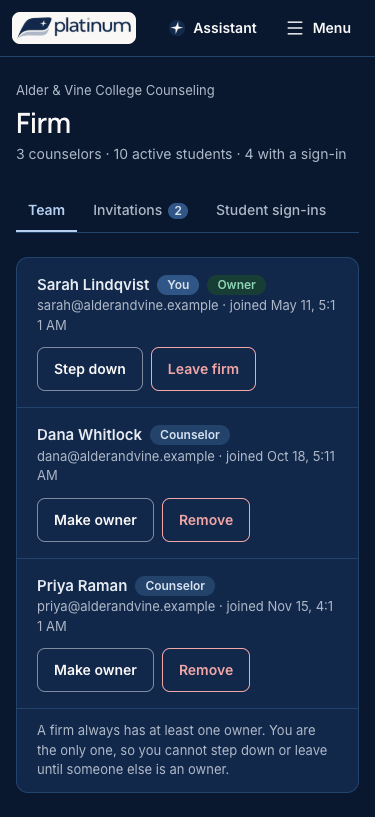 platinum
Assistant
Menu
Alder & Vine College Counseling
Firm
3 counselors · 10 active students · 4 with a sign-in
Team
Invitations 2
Student sign-ins
Sarah Lindqvist You Owner
sarah@alderandvine.example · joined May 11, 5:1
1 AM
Step down
Leave firm
Dana Whitlock Counselor
dana@alderandvine.example · joined Oct 18, 5:11
AM
Make owner
Remove
Priya Raman Counselor
priya@alderandvine.example · joined Nov 15, 4:1
1 AM
Make owner
Remove
A firm always has at least one owner. You are
the only one, so you cannot step down or leave
until someone else is an owner.